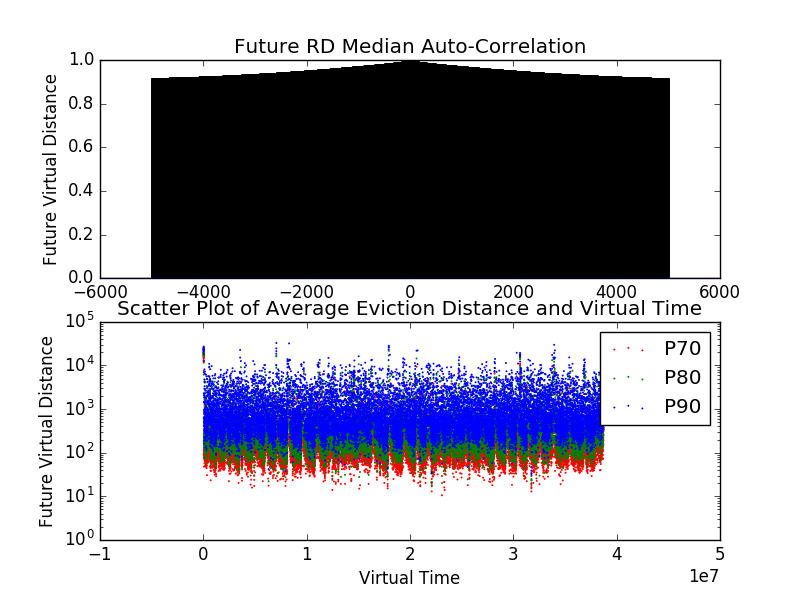 Future RD Median Auto-Correlation
Future Virtual Distance
1.0
0.8
0.6
0.4
0.2
0.0
−6000 −4000 −2000 0 2000 4000 6000
Scatter Plot of Average Eviction Distance and Virtual Time
Future Virtual Distance
10^5
10^4
10^3
10^2
10^1
10^0
P70
P80
P90
−1 0 1 2 3 4 5
1e7
Virtual Time